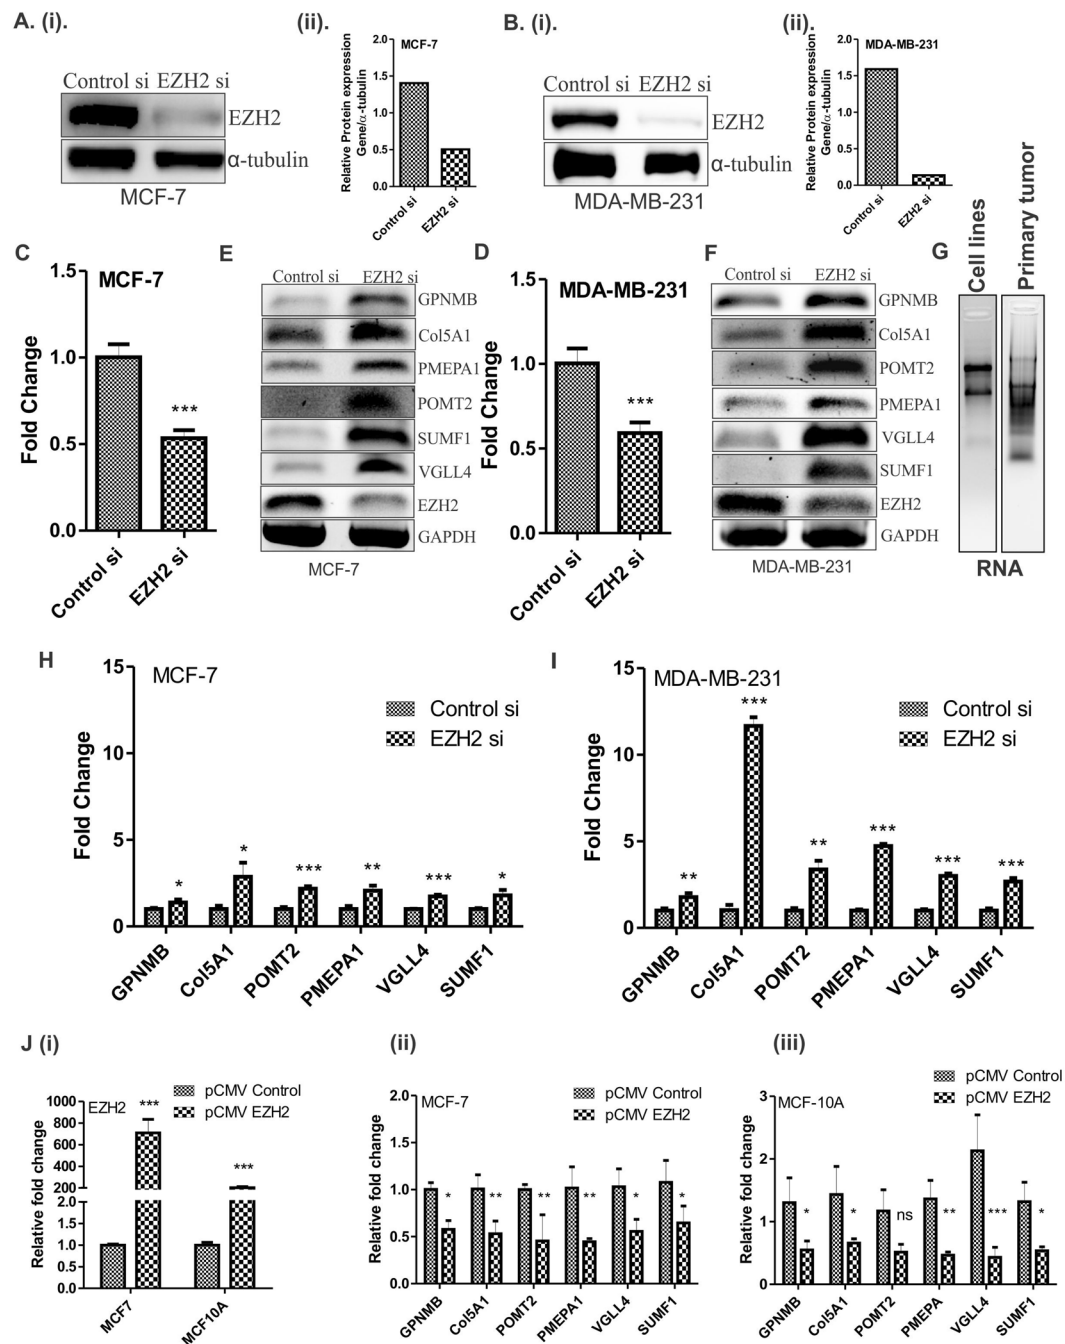 A. (i).
Control si EZH2 si
EZH2
α-tubulin
MCF-7
(ii).
MCF-7
Relative Protein expression
Gene/α-tubulin
2.0
1.5
1.0
0.5
0.0
Control si
EZH2 si
B. (i).
Control si EZH2 si
EZH2
α-tubulin
MDA-MB-231
(ii).
MDA-MB-231
Relative Protein expression
Gene/α-tubulin
2.0
1.5
1.0
0.5
0.0
Control si
EZH2 si
C
MCF-7
Fold Change
1.5
1.0
0.5
0.0
***
Control si
EZH2 si
E
Control si EZH2 si
GPNMB
Col5A1
PMEPA1
POMT2
SUMF1
VGLL4
EZH2
GAPDH
MCF-7
D
MDA-MB-231
Fold Change
1.5
1.0
0.5
0.0
***
Control si
EZH2 si
F
Control si EZH2 si
GPNMB
Col5A1
POMT2
PMEPA1
VGLL4
SUMF1
EZH2
GAPDH
MDA-MB-231
G
Cell lines
Primary tumor
RNA
H
MCF-7
Fold Change
15
10
5
0
Control si
EZH2 si
* * *** ** *** *
GPNMB
Col5A1
POMT2
PMEPA1
VGLL4
SUMF1
I
MDA-MB-231
Fold Change
15
10
5
0
Control si
EZH2 si
** *** ** *** *** ***
GPNMB
Col5A1
POMT2
PMEPA1
VGLL4
SUMF1
J (i)
pCMV Control
pCMV EZH2
EZH2
Relative fold change
1000
800
600
400
200
2.0
1.5
1.0
0.5
0.0
*** ***
MCF7
MCF10A
(ii)
pCMV Control
pCMV EZH2
MCF-7
Relative fold change
2.0
1.5
1.0
0.5
0.0
* ** ** ** * *
GPNMB
Col5A1
POMT2
PMEPA1
VGLL4
SUMF1
(iii)
pCMV Control
pCMV EZH2
MCF-10A
Relative fold change
3
2
1
0
* * ns ** *** *
GPNMB
Col5A1
POMT2
PMEPA
VGLL4
SUMF1